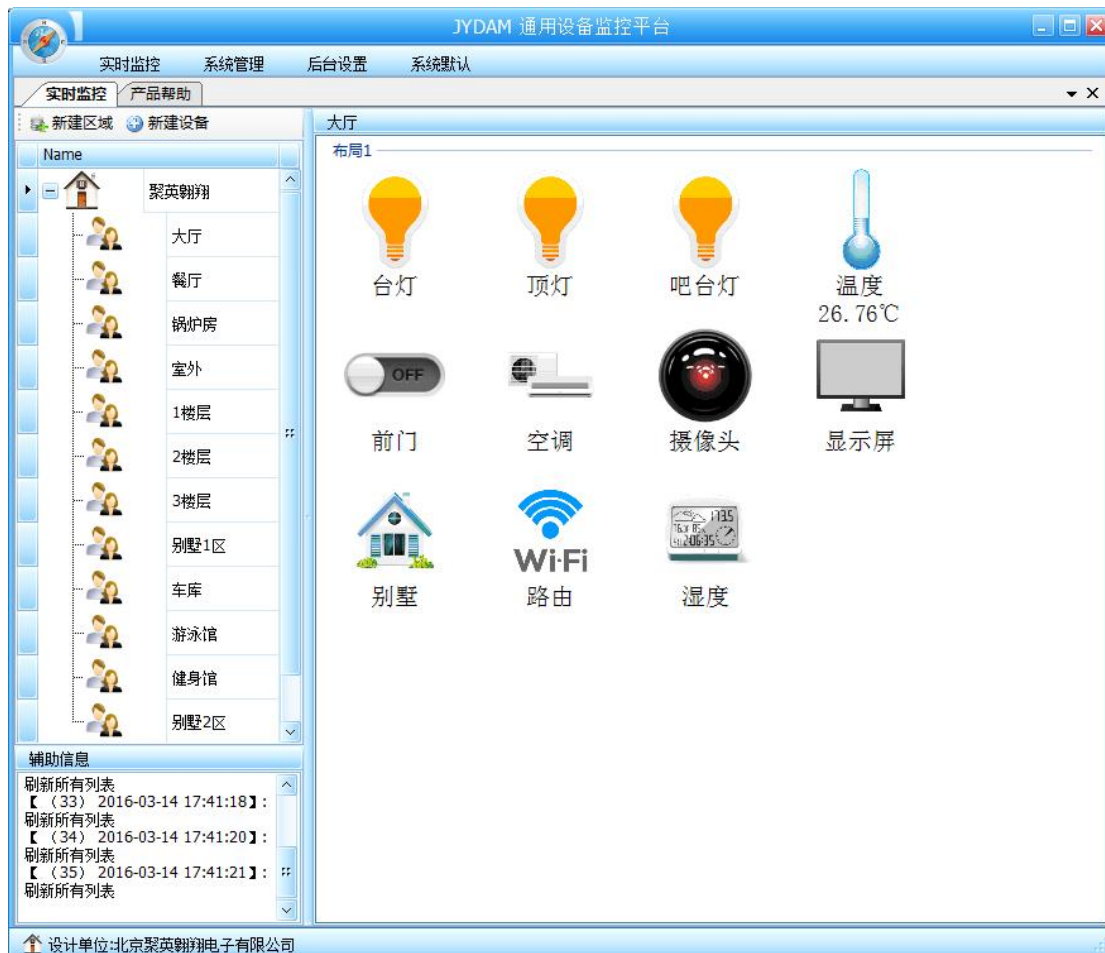 JYDAM 通用设备监控平台
实时监控 系统管理 后台设置 系统默认
实时监控 产品帮助
新建区域 新建设备
Name
聚英翱翔
大厅
餐厅
锅炉房
室外
1楼层
2楼层
3楼层
别墅1区
车库
游泳馆
健身馆
别墅2区
辅助信息
刷新所有列表
【 (33) 2016-03-14 17:41:18】:
刷新所有列表
【 (34) 2016-03-14 17:41:20】:
刷新所有列表
【 (35) 2016-03-14 17:41:21】:
刷新所有列表
大厅
布局1
台灯 顶灯 吧台灯 温度
26.76℃
OFF
前门 空调 摄像头 显示屏
Wi-Fi
别墅 路由 湿度
设计单位:北京聚英翱翔电子有限公司